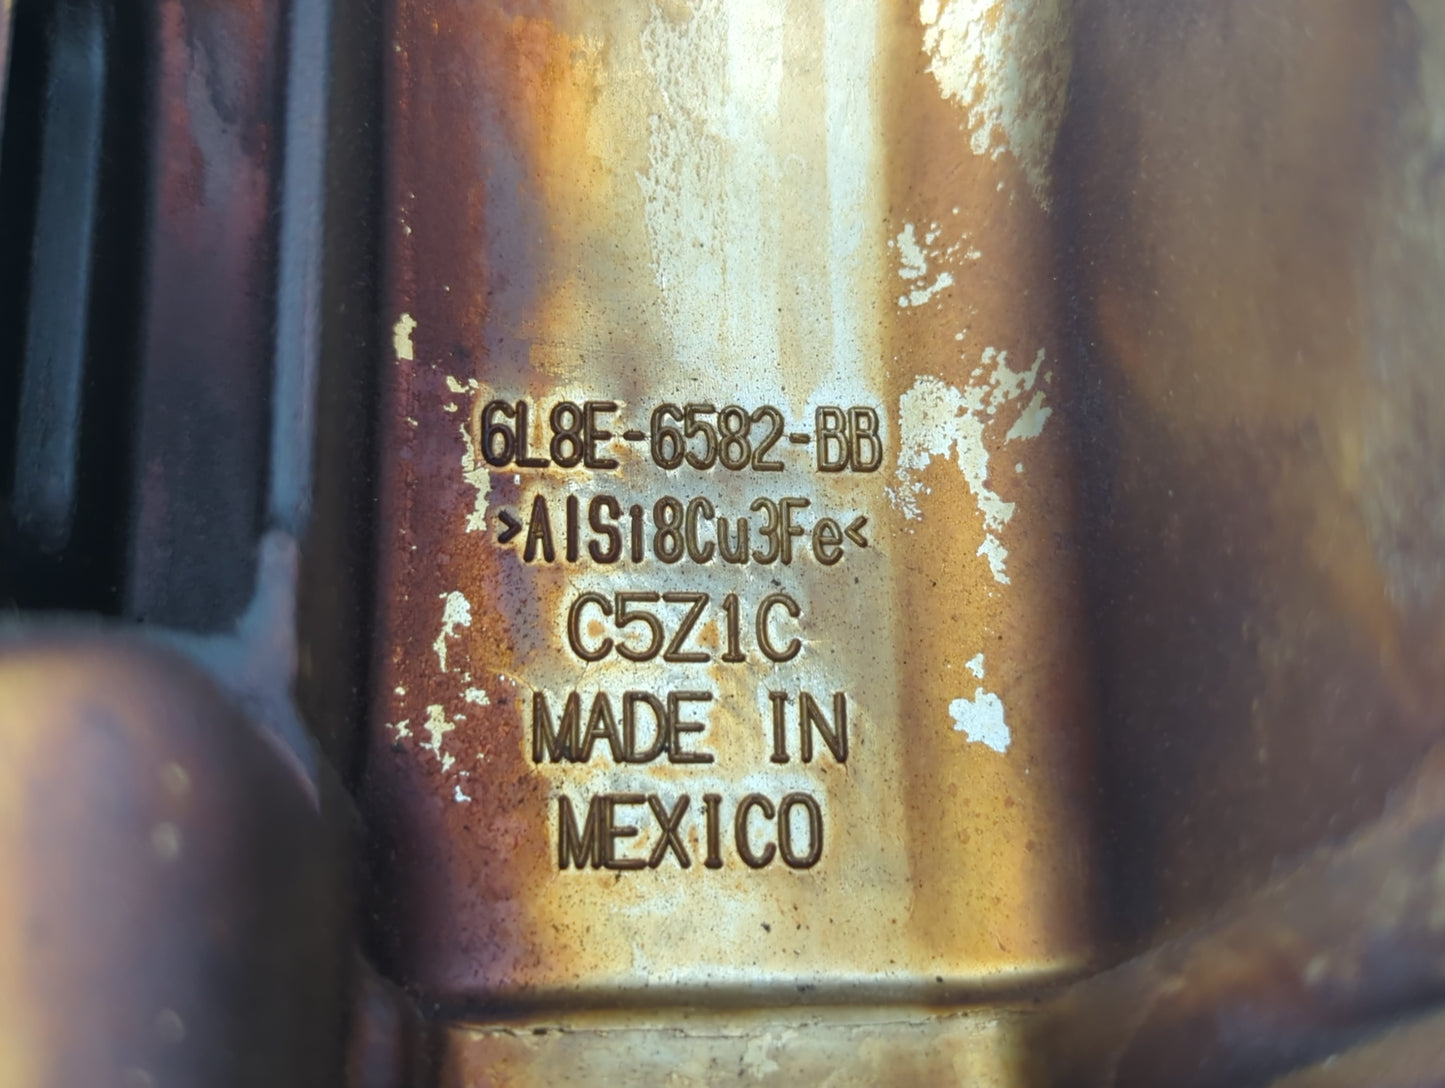 6L8E-6582-BB
>AlSi8Cu3Fe<
C5Z1C
MADE IN
MEXICO